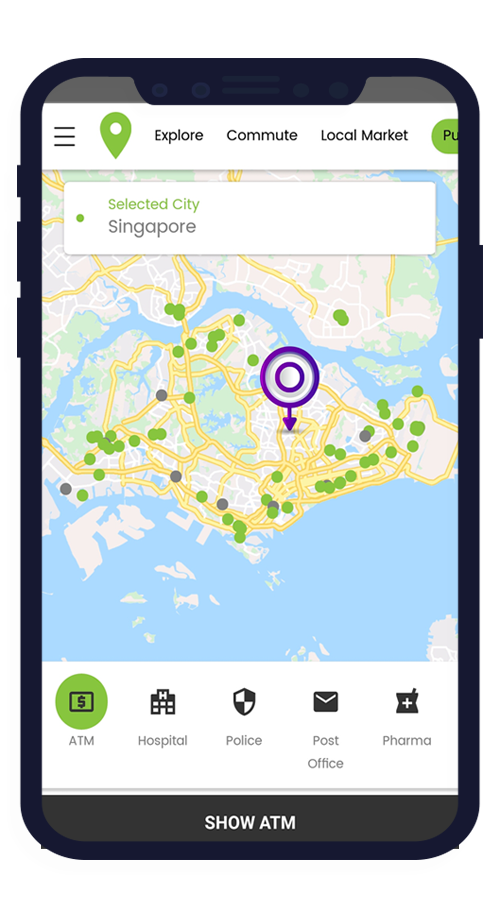 Explore Commute Local Market Pu
Selected City
Singapore
ATM Hospital Police Post Office Pharma
SHOW ATM